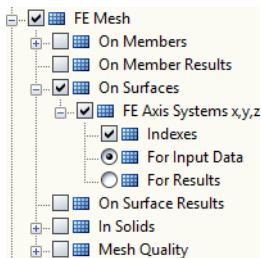 FE Mesh
On Members
On Member Results
On Surfaces
FE Axis Systems x,y,z
Indexes
For Input Data
For Results
On Surface Results
In Solids
Mesh Quality